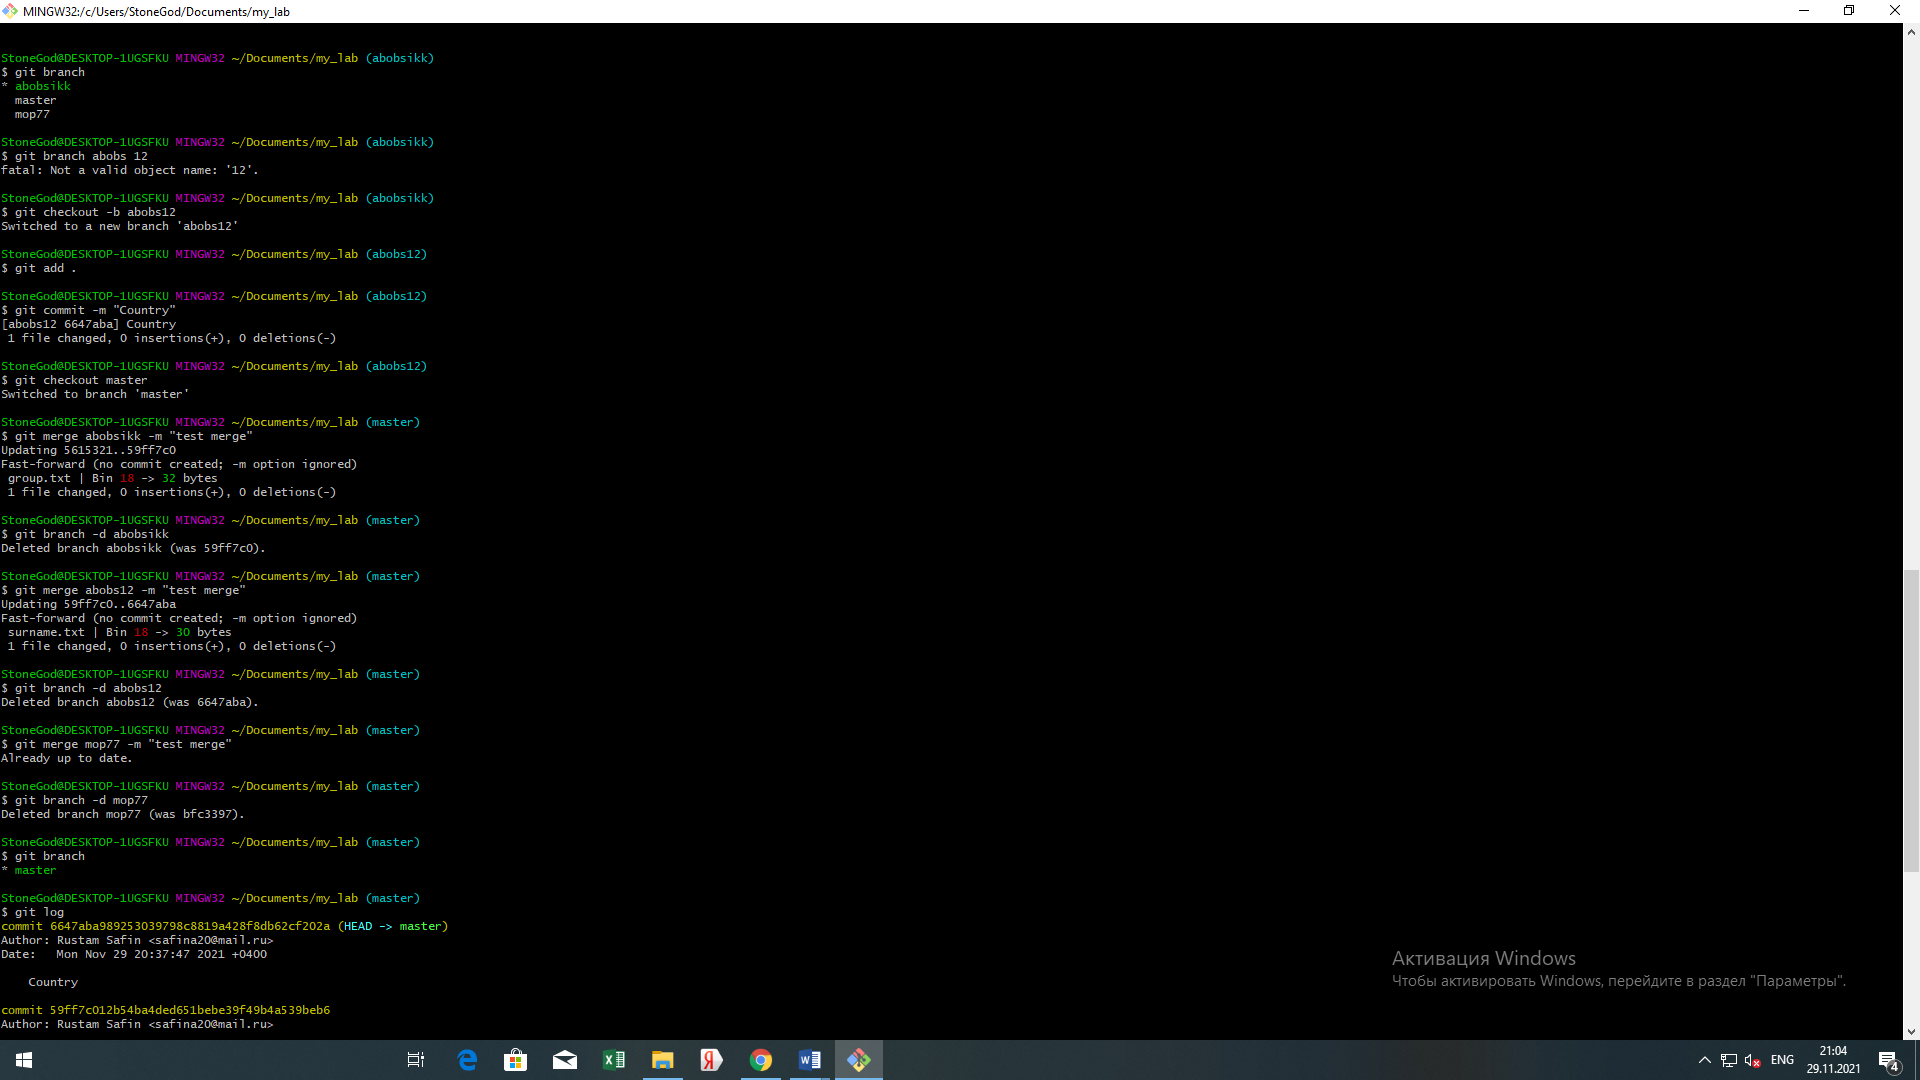 MINGW32:/c/Users/StoneGod/Documents/my_lab
StoneGod@DESKTOP-1UGSFKU MINGW32 ~/Documents/my_lab (abobsikk)
$ git branch
* abobsikk
  master
  mop77
StoneGod@DESKTOP-1UGSFKU MINGW32 ~/Documents/my_lab (abobsikk)
$ git branch abobs 12
fatal: Not a valid object name: '12'.
StoneGod@DESKTOP-1UGSFKU MINGW32 ~/Documents/my_lab (abobsikk)
$ git checkout -b abobs12
Switched to a new branch 'abobs12'
StoneGod@DESKTOP-1UGSFKU MINGW32 ~/Documents/my_lab (abobs12)
$ git add .
StoneGod@DESKTOP-1UGSFKU MINGW32 ~/Documents/my_lab (abobs12)
$ git commit -m "Country"
[abobs12 6647aba] Country
 1 file changed, 0 insertions(+), 0 deletions(-)
StoneGod@DESKTOP-1UGSFKU MINGW32 ~/Documents/my_lab (abobs12)
$ git checkout master
Switched to branch 'master'
StoneGod@DESKTOP-1UGSFKU MINGW32 ~/Documents/my_lab (master)
$ git merge abobsikk -m "test merge"
Updating 5615321..59ff7c0
Fast-forward (no commit created; -m option ignored)
 group.txt | Bin 18 -> 32 bytes
 1 file changed, 0 insertions(+), 0 deletions(-)
StoneGod@DESKTOP-1UGSFKU MINGW32 ~/Documents/my_lab (master)
$ git branch -d abobsikk
Deleted branch abobsikk (was 59ff7c0).
StoneGod@DESKTOP-1UGSFKU MINGW32 ~/Documents/my_lab (master)
$ git merge abobs12 -m "test merge"
Updating 59ff7c0..6647aba
Fast-forward (no commit created; -m option ignored)
 surname.txt | Bin 18 -> 30 bytes
 1 file changed, 0 insertions(+), 0 deletions(-)
StoneGod@DESKTOP-1UGSFKU MINGW32 ~/Documents/my_lab (master)
$ git branch -d abobs12
Deleted branch abobs12 (was 6647aba).
StoneGod@DESKTOP-1UGSFKU MINGW32 ~/Documents/my_lab (master)
$ git merge mop77 -m "test merge"
Already up to date.
StoneGod@DESKTOP-1UGSFKU MINGW32 ~/Documents/my_lab (master)
$ git branch -d mop77
Deleted branch mop77 (was bfc3397).
StoneGod@DESKTOP-1UGSFKU MINGW32 ~/Documents/my_lab (master)
$ git branch
* master
StoneGod@DESKTOP-1UGSFKU MINGW32 ~/Documents/my_lab (master)
$ git log
commit 6647aba989253039798c8819a428f8db62cf202a (HEAD -> master)
Author: Rustam Safin <safina20@mail.ru>
Date:   Mon Nov 29 20:37:47 2021 +0400
    Country
commit 59ff7c012b54ba4ded651bebe39f49b4a539beb6
Author: Rustam Safin <safina20@mail.ru>
Активация Windows
Чтобы активировать Windows, перейдите в раздел "Параметры".
ENG
21:04
29.11.2021
4